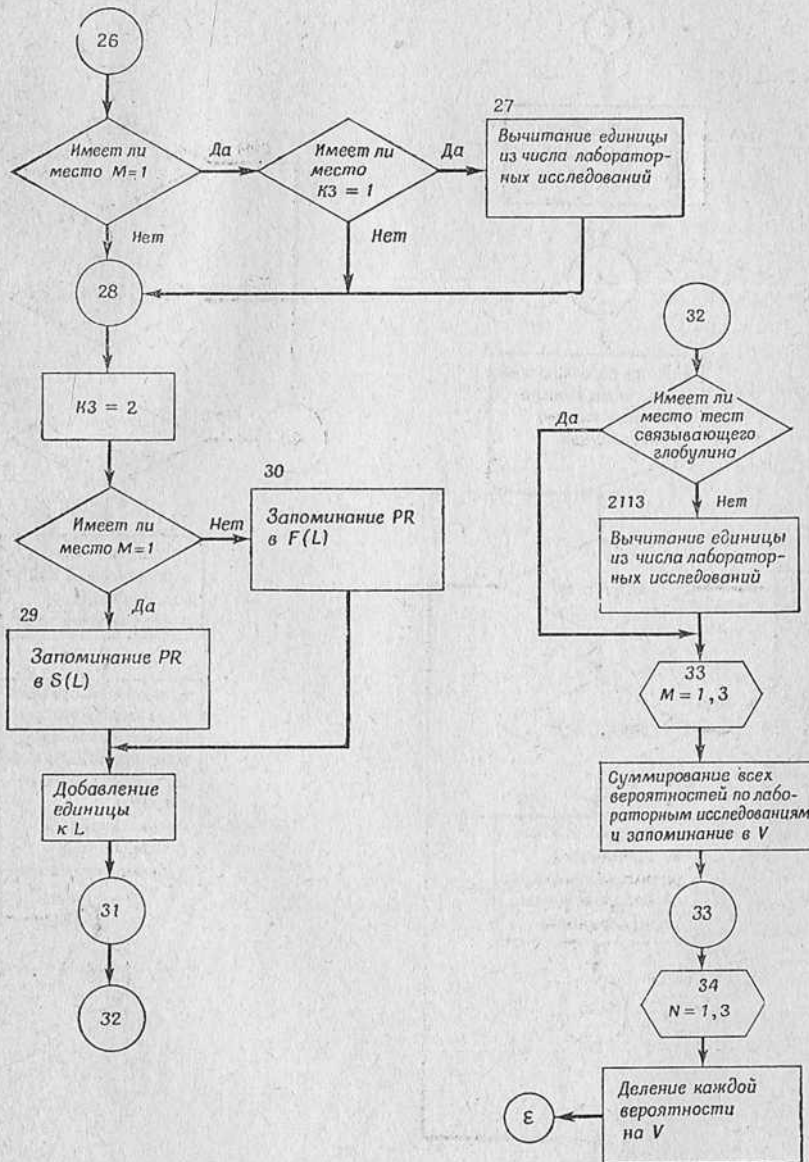 26
Имеет ли
место M=1
Да
Имеет ли
место
K3 = 1
Да
27
Вычитание единицы
из числа лаборатор-
ных исследований
Нет
Нет
28
K3 = 2
Имеет ли
место M=1
Нет
30
Запоминание PR
в F(L)
Да
29
Запоминание PR
в S(L)
Добавление
единицы
к L
31
32
32
Имеет ли
место тест
связывающего
глобулина
Да
Нет
2113
Вычитание единицы
из числа лаборатор-
ных исследований
33
M = 1, 3
Суммирование всех
вероятностей по лабо-
раторным исследованиям
и запоминание в V
33
34
N = 1, 3
Деление каждой
вероятности
на V
ε